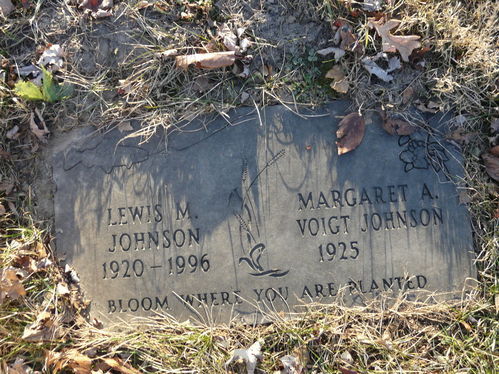 LEWIS M.
JOHNSON
1920 - 1996
MARGARET A.
VOIGT JOHNSON
1925
BLOOM WHERE YOU ARE PLANTED